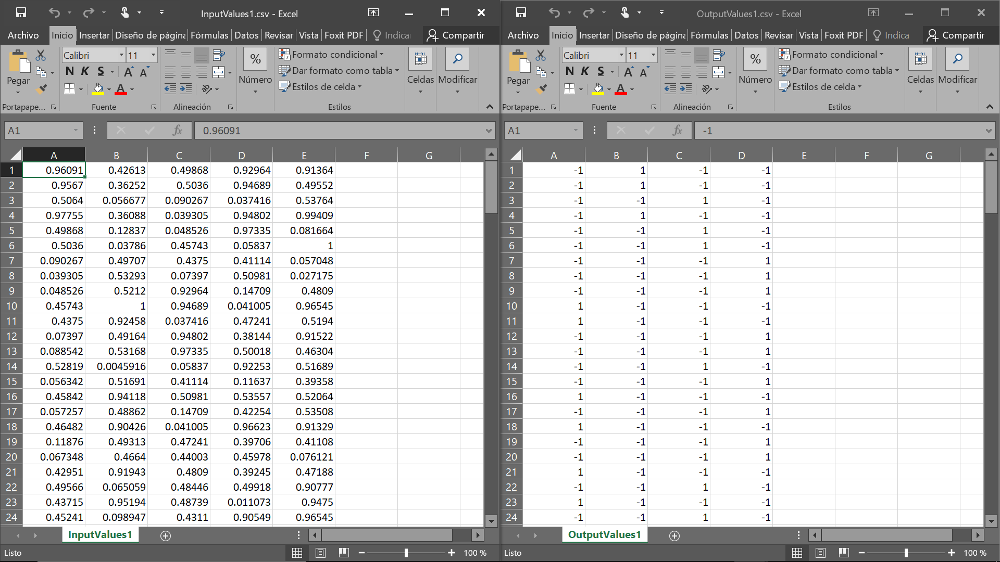 InputValues1.csv - Excel
Archivo Inicio Insertar Diseño de página Fórmulas Datos Revisar Vista Foxit PDF Indica Compartir
Pegar
Calibri 11
N K S A A
%
Número
Formato condicional
Dar formato como tabla
Estilos de celda
Celdas
Modificar
Portapape... Fuente Alineación Estilos
A1 fx 0.96091
A B C D E F G
1 0.96091 0.42613 0.49868 0.92964 0.91364
2 0.9567 0.36252 0.5036 0.94689 0.49552
3 0.5064 0.056677 0.090267 0.037416 0.53764
4 0.97755 0.36088 0.039305 0.94802 0.99409
5 0.49868 0.12837 0.048526 0.97335 0.081664
6 0.5036 0.03786 0.45743 0.05837 1
7 0.090267 0.49707 0.4375 0.41114 0.057048
8 0.039305 0.53293 0.07397 0.50981 0.027175
9 0.048526 0.5212 0.92964 0.14709 0.4809
10 0.45743 1 0.94689 0.041005 0.96545
11 0.4375 0.92458 0.037416 0.47241 0.5194
12 0.07397 0.49164 0.94802 0.38144 0.91522
13 0.088542 0.53168 0.97335 0.50018 0.46304
14 0.52819 0.0045916 0.05837 0.92253 0.51689
15 0.056342 0.51691 0.41114 0.11637 0.39358
16 0.45842 0.94118 0.50981 0.53557 0.52064
17 0.057257 0.48862 0.14709 0.42254 0.53508
18 0.46482 0.90426 0.041005 0.96623 0.91329
19 0.11876 0.49313 0.47241 0.39706 0.41108
20 0.067348 0.4664 0.44003 0.45978 0.076121
21 0.42951 0.91943 0.4809 0.39245 0.47188
22 0.49566 0.065059 0.48446 0.49918 0.90777
23 0.43715 0.95194 0.48739 0.011073 0.9475
24 0.45241 0.098947 0.4311 0.90549 0.96545
InputValues1
Listo 100 %
OutputValues1.csv - Excel
Archivo Inicio Insertar Diseño de página Fórmulas Datos Revisar Vista Foxit PDF Indica Compartir
Pegar
Calibri 11
N K S A A
%
Número
Formato condicional
Dar formato como tabla
Estilos de celda
Celdas
Modificar
Portapape... Fuente Alineación Estilos
A1 fx -1
A B C D E F G
1 -1 1 -1 -1
2 -1 1 -1 -1
3 -1 -1 1 -1
4 -1 1 -1 -1
5 -1 -1 1 -1
6 -1 -1 1 -1
7 -1 -1 -1 1
8 -1 -1 -1 1
9 -1 -1 -1 1
10 1 -1 -1 -1
11 1 -1 -1 -1
12 -1 -1 -1 1
13 -1 -1 -1 1
14 -1 -1 1 -1
15 -1 -1 -1 1
16 1 -1 -1 -1
17 -1 -1 -1 1
18 1 -1 -1 -1
19 -1 -1 -1 1
20 -1 -1 -1 1
21 1 -1 -1 -1
22 -1 -1 1 -1
23 1 -1 -1 -1
24 -1 -1 1 -1
OutputValues1
Listo 100 %